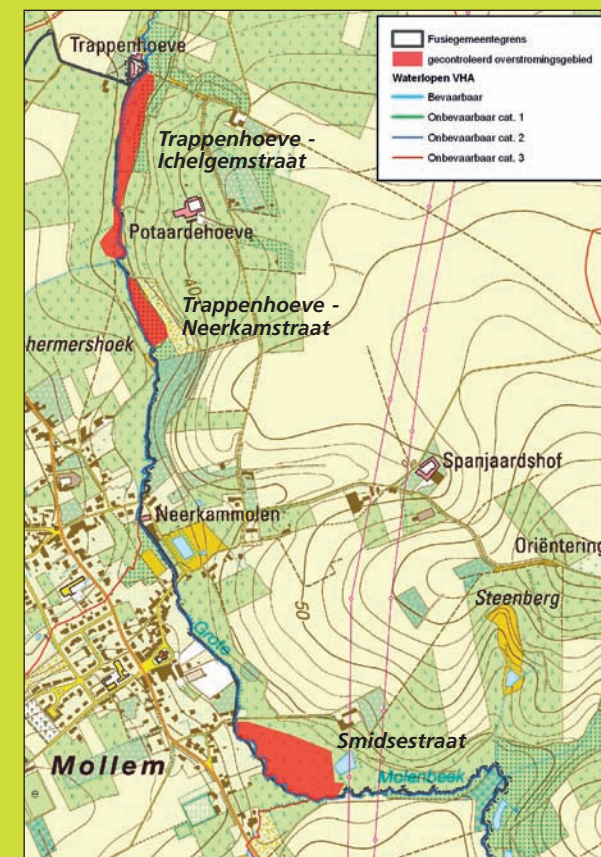 Fusiegemeentegrens
gecontroleerd overstromingsgebied
Waterlopen VHA
Bevaarbaar
Onbevaarbaar cat. 1
Onbevaarbaar cat. 2
Onbevaarbaar cat. 3
Trappenhoeve
Trappenhoeve -
Ichelgemstraat
Potaardehoeve
40
Trappenhoeve -
Neerkamstraat
hermershoek
Spanjaardshof
Neerkammolen
Oriëntering
Steenberg
50
Grote
Smidsestraat
Mollem
Molenbeek